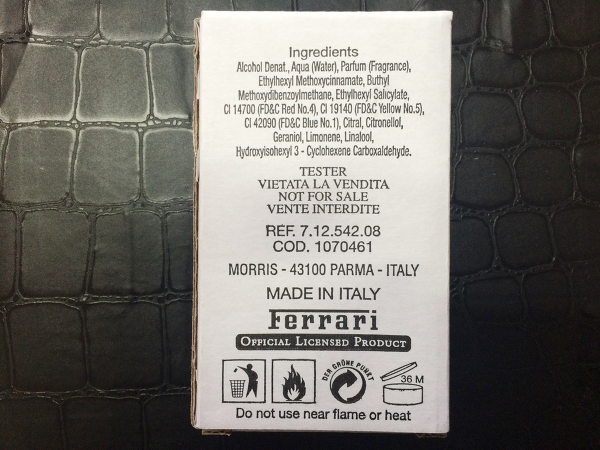 Ingredients
Alcohol Denat., Aqua (Water), Parfum (Fragrance),
Ethylhexyl Methoxycinnamate, Buthyl
Methoxydibenzoylmethane, Ethylhexyl Salicylate,
CI 14700 (FD&C Red No.4), CI 19140 (FD&C Yellow No.5),
CI 42090 (FD&C Blue No.1), Citral, Citronellol,
Geraniol, Limonene, Linalool,
Hydroxyisohexyl 3 - Cyclohexene Carboxaldehyde.
TESTER
VIETATA LA VENDITA
NOT FOR SALE
VENTE INTERDITE
REF. 7.12.542.08
COD. 1070461
MORRIS - 43100 PARMA - ITALY
MADE IN ITALY
Ferrari
OFFICIAL LICENSED PRODUCT
DER GRÜNE PUNKT
36 M
Do not use near flame or heat